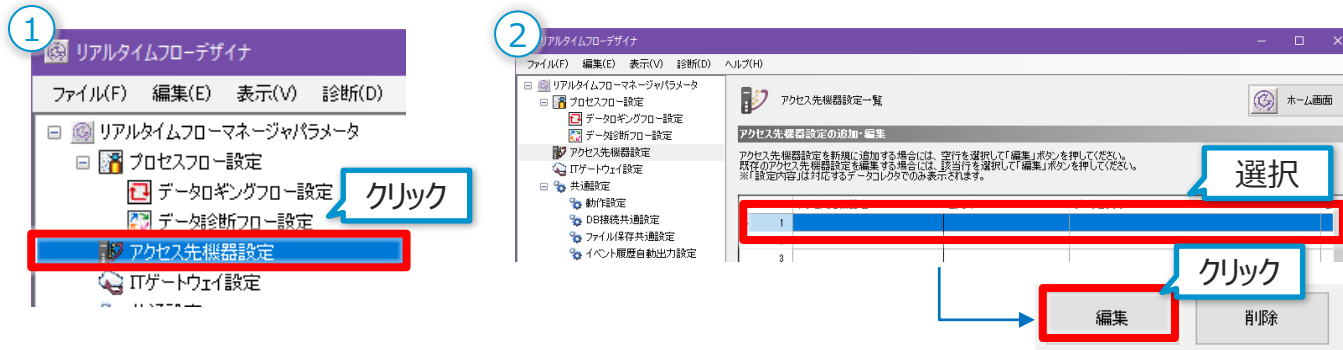 ①
リアルタイムフローデザイナ
ファイル(F) 編集(E) 表示(V) 診断(D)
リアルタイムフローマネージャパラメータ
プロセスフロー設定
データロギングフロー設定
データ診断フロー設定
クリック
アクセス先機器設定
ITゲートウェイ設定
②
リアルタイムフローデザイナ
ファイル(F) 編集(E) 表示(V) 診断(D) ヘルプ(H)
リアルタイムフローマネージャパラメータ
プロセスフロー設定
データロギングフロー設定
データ診断フロー設定
アクセス先機器設定
ITゲートウェイ設定
共通設定
動作設定
DB接続共通設定
ファイル保存共通設定
イベント履歴自動出力設定
アクセス先機器設定一覧
ホーム画面
アクセス先機器設定の追加・編集
アクセス先機器設定を新規に追加する場合には、空行を選択して「編集」ボタンを押してください。
既存のアクセス先機器設定を編集する場合には、該当行を選択して「編集」ボタンを押してください。
※「設定内容」は対応するデータコレクタでのみ表示されます。
選択
1
3
クリック
編集
削除